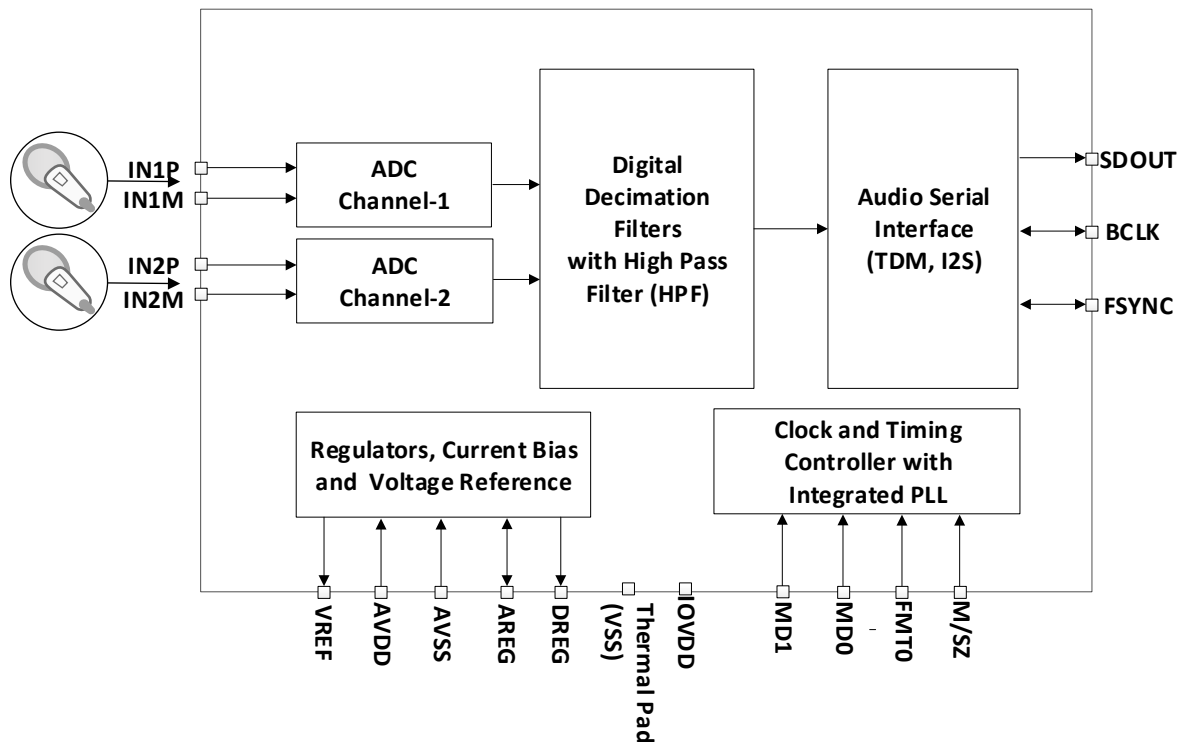 IN1P
IN1M
IN2P
IN2M
ADC
Channel-1
ADC
Channel-2
Digital
Decimation
Filters
with High Pass
Filter (HPF)
Audio Serial
Interface
(TDM, I2S)
SDOUT
BCLK
FSYNC
Regulators, Current Bias
and Voltage Reference
Clock and Timing
Controller with
Integrated PLL
VREF
AVDD
AVSS
AREG
DREG
Thermal Pad
(VSS)
IOVDD
MD1
MD0
FMT0
M/SZ